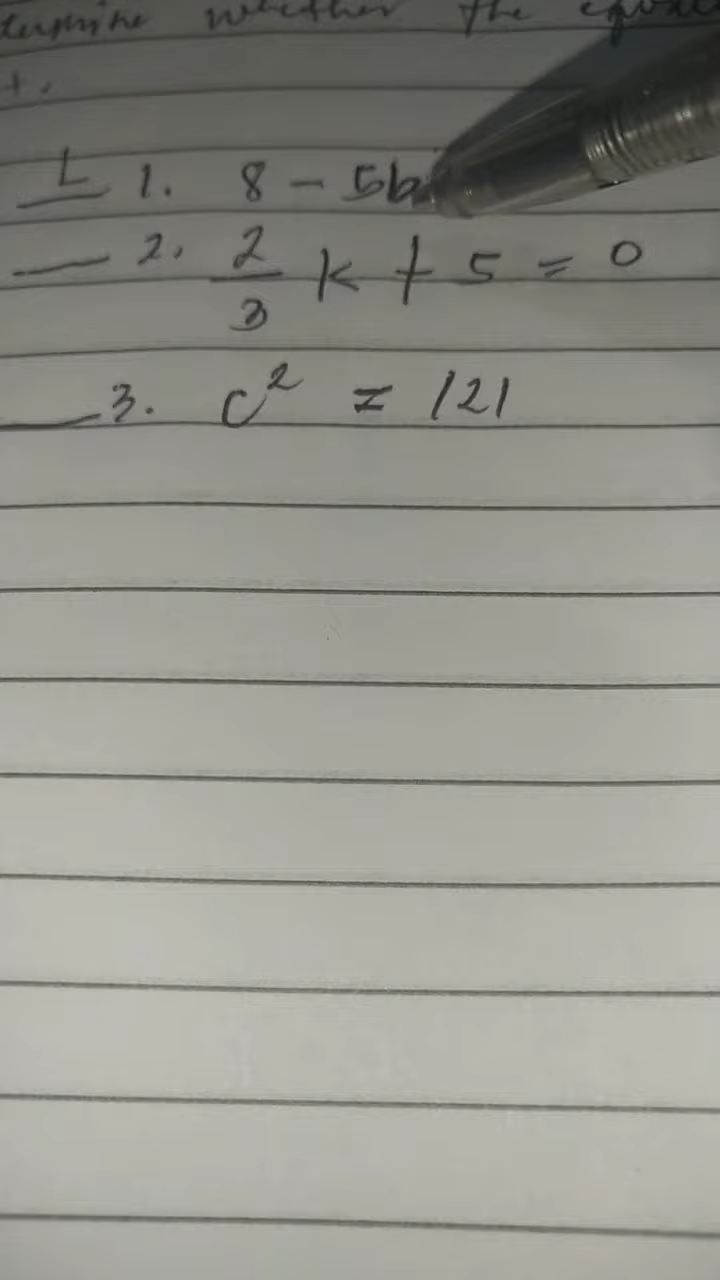 whether the
t.
L 1. 8 - 5b
2. 2/3 k + 5 = 0
3. c² = 121